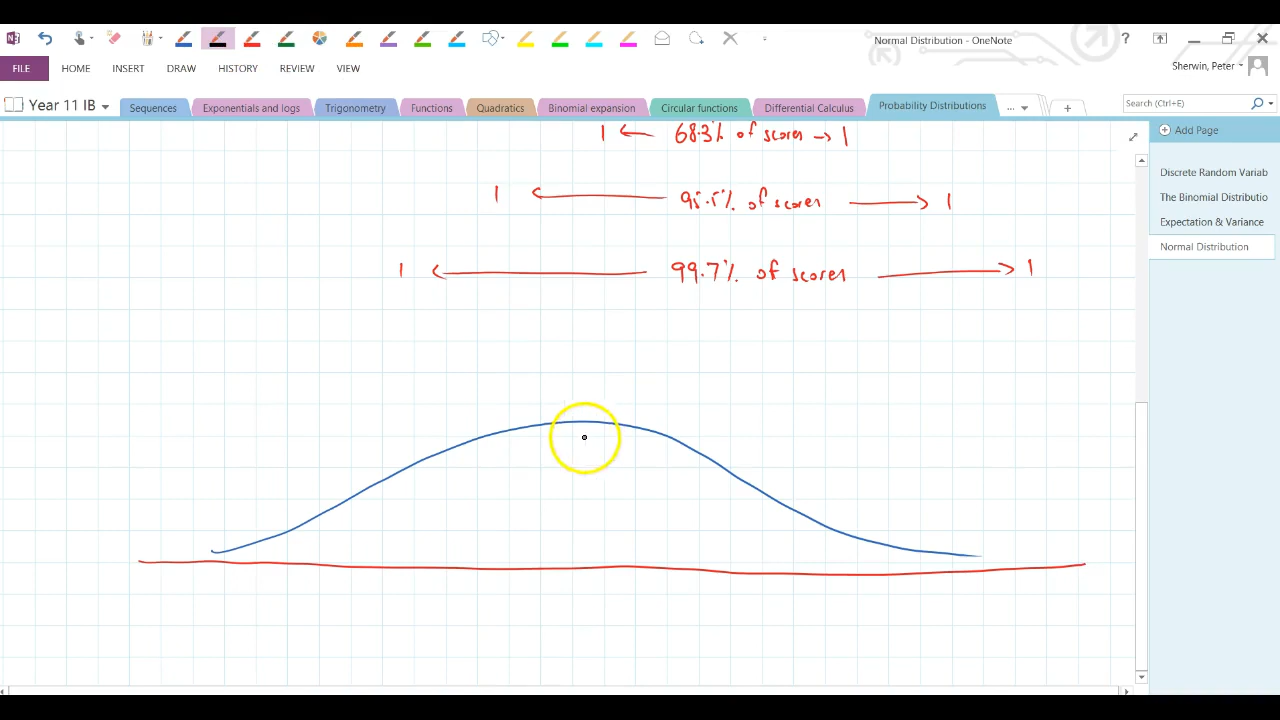 Normal Distribution - OneNote
?
Sherwin, Peter
FILE HOME INSERT DRAW HISTORY REVIEW VIEW
Year 11 IB
Sequences Exponentials and logs Trigonometry Functions Quadratics Binomial expansion Circular functions Differential Calculus Probability Distributions ... +
Search (Ctrl+E)
Add Page
Discrete Random Variab
The Binomial Distributio
Expectation & Variance
Normal Distribution
68.3% of scores
95.5% of scores
99.7% of scores